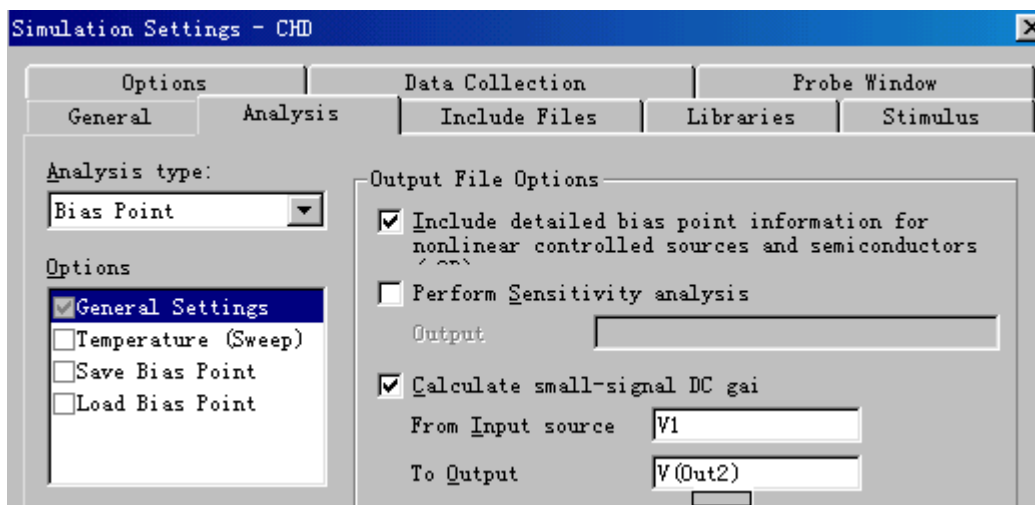 Simulation Settings - CHD
Options
Data Collection
Probe Window
General
Analysis
Include Files
Libraries
Stimulus
Analysis type:
Bias Point
Options
General Settings
Temperature (Sweep)
Save Bias Point
Load Bias Point
Output File Options
Include detailed bias point information for
nonlinear controlled sources and semiconductors
Perform Sensitivity analysis
Output
Calculate small-signal DC gai
From Input source
V1
To Output
V(Out2)